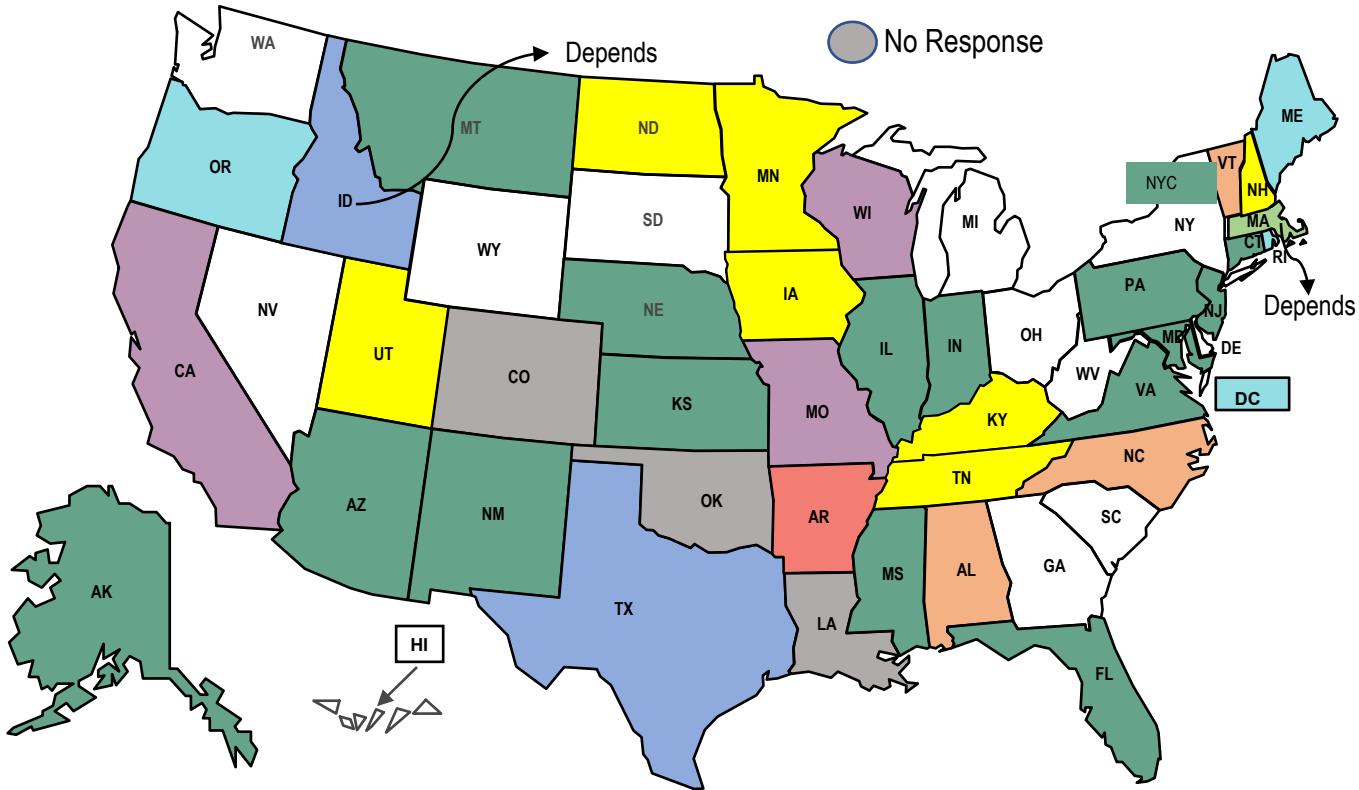 WA
Depends
No Response
ME
MT
ND
OR
MN
VT
NYC
NH
ID
WI
SD
MI
MA
NY
CT
WY
RI
PA
IA
Depends
NE
NV
NJ
OH
MD
IL
IN
DE
UT
CA
CO
WV
VA
DC
KS
MO
KY
NC
TN
AZ
OK
NM
AR
SC
GA
MS
AL
AK
TX
LA
HI
FL